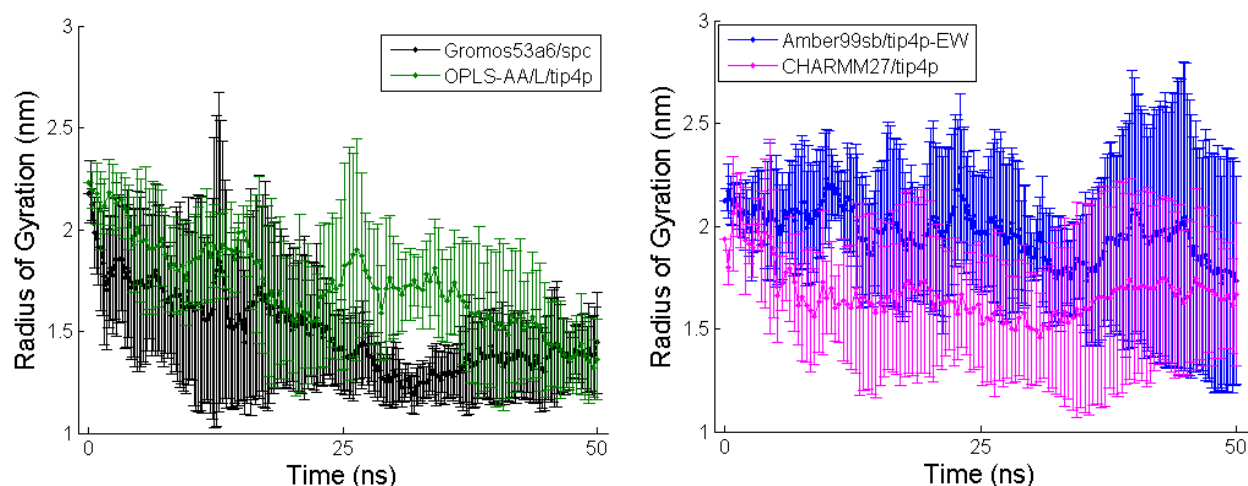 3
2.5
2
1.5
1
Radius of Gyration (nm)
Gromos53a6/spc
OPLS-AA/L/tip4p
0
25
50
Time (ns)
3
2.5
2
1.5
1
Radius of Gyration (nm)
Amber99sb/tip4p-EW
CHARMM27/tip4p
0
25
50
Time (ns)